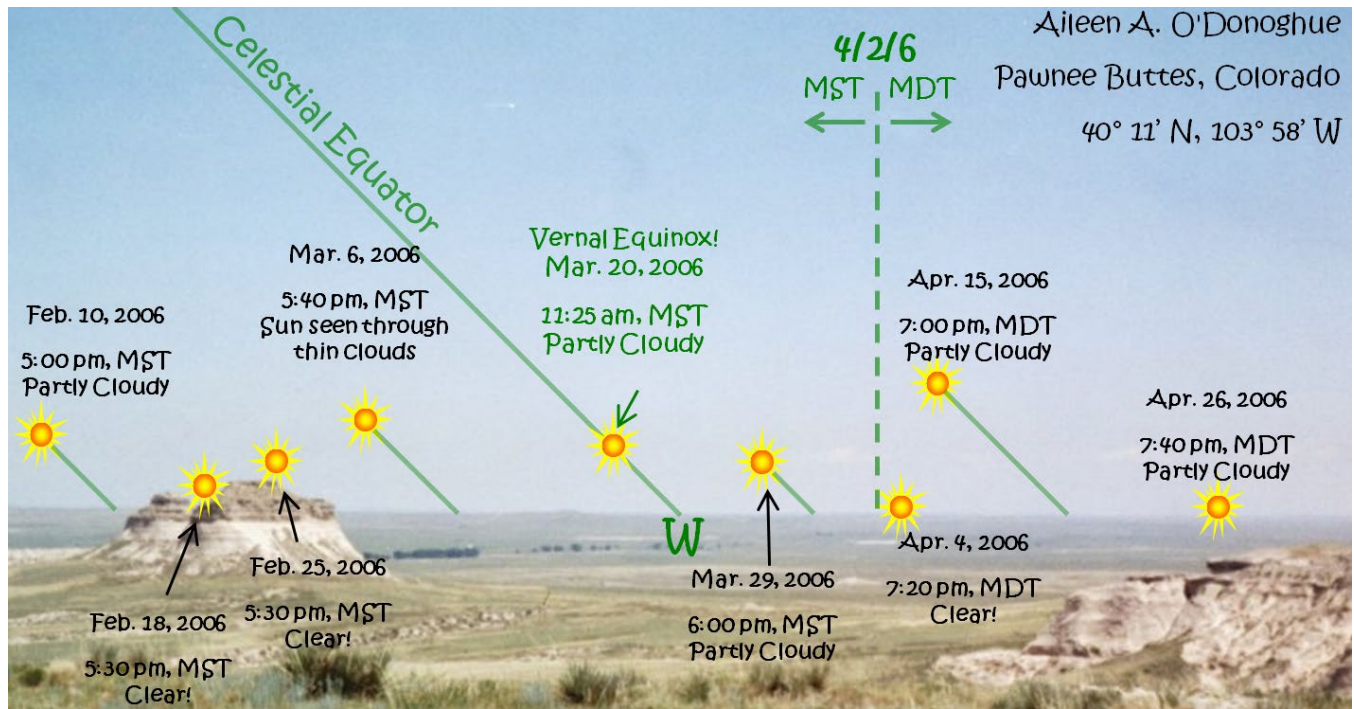 Celestial Equator
4/2/6
MST
MDT
Aileen A. O'Donoghue
Pawnee Buttes, Colorado
40° 11' N, 103° 58' W
Feb. 10, 2006
5:00 pm, MST
Partly Cloudy
Feb. 18, 2006
5:30 pm, MST
Clear!
Feb. 25, 2006
5:30 pm, MST
Clear!
Mar. 6, 2006
5:40 pm, MST
Sun seen through
thin clouds
Vernal Equinox!
Mar. 20, 2006
11:25 am, MST
Partly Cloudy
W
Mar. 29, 2006
6:00 pm, MST
Partly Cloudy
Apr. 4, 2006
7:20 pm, MDT
Clear!
Apr. 15, 2006
7:00 pm, MDT
Partly Cloudy
Apr. 26, 2006
7:40 pm, MDT
Partly Cloudy